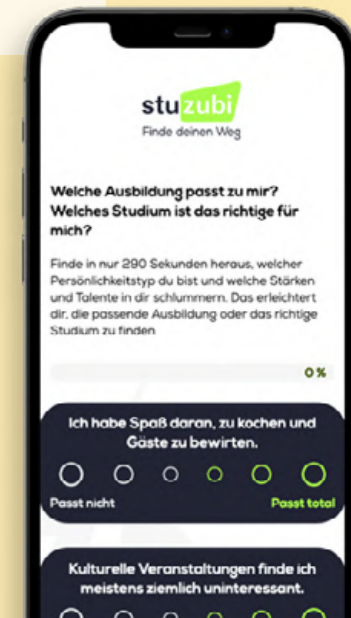 stuzubi
Finde deinen Weg
Welche Ausbildung passt zu mir?
Welches Studium ist das richtige für
mich?
Finde in nur 290 Sekunden heraus, welcher
Persönlichkeitstyp du bist und welche Stärken
und Talente in dir schlummern. Das erleichtert
dir, die passende Ausbildung oder das richtige
Studium zu finden
0%
Ich habe Spaß daran, zu kochen und
Gäste zu bewirten.
Passt nicht Passt total
Kulturelle Veranstaltungen finde ich
meistens ziemlich uninteressant.